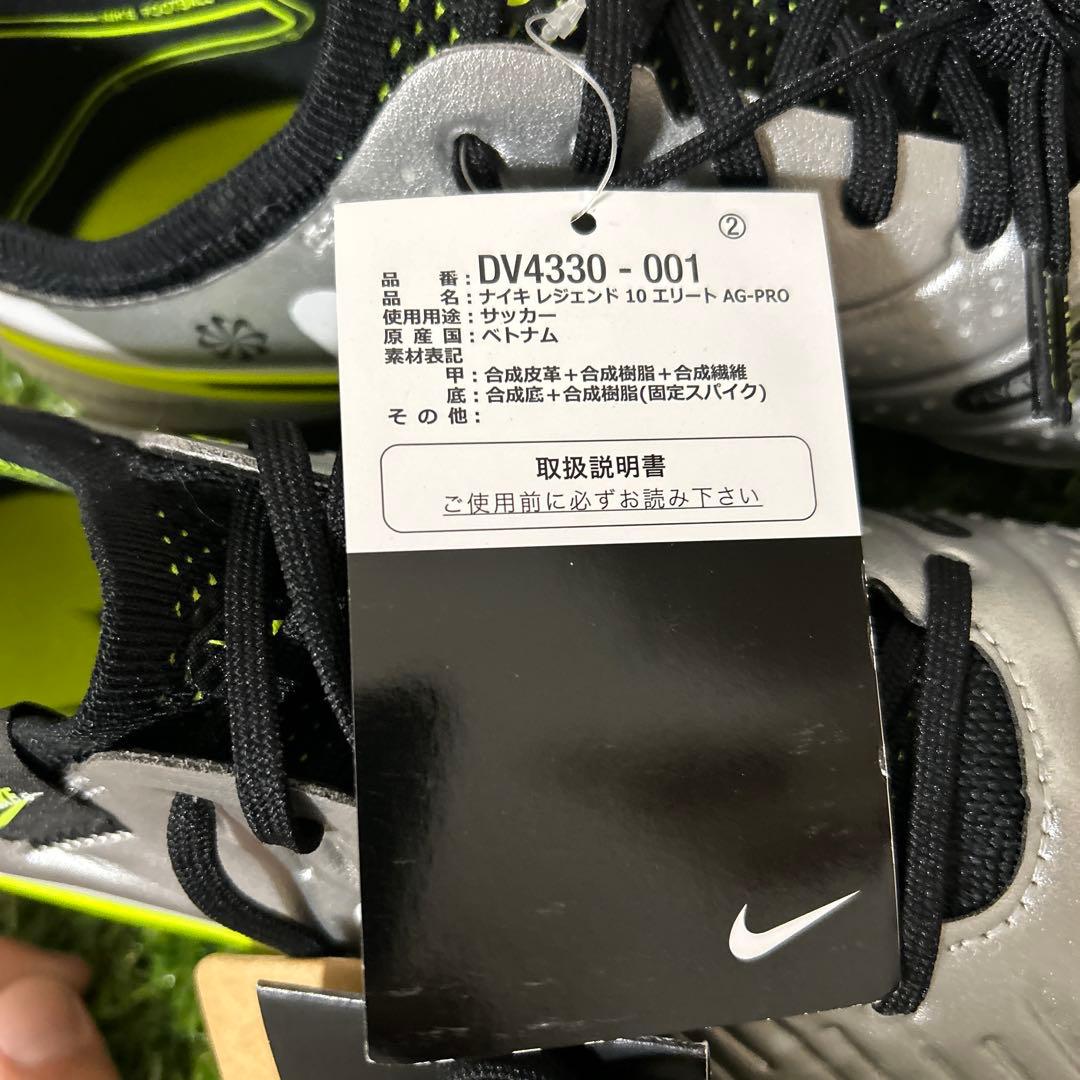 ②
品 番：DV4330 - 001
品 名：ナイキ レジェンド 10 エリート AG-PRO
使用用途：サッカー
原 産 国：ベトナム
素材表記
甲：合成皮革＋合成樹脂＋合成繊維
底：合成底＋合成樹脂(固定スパイク)
そ の 他：
取扱説明書
ご使用前に必ずお読み下さい